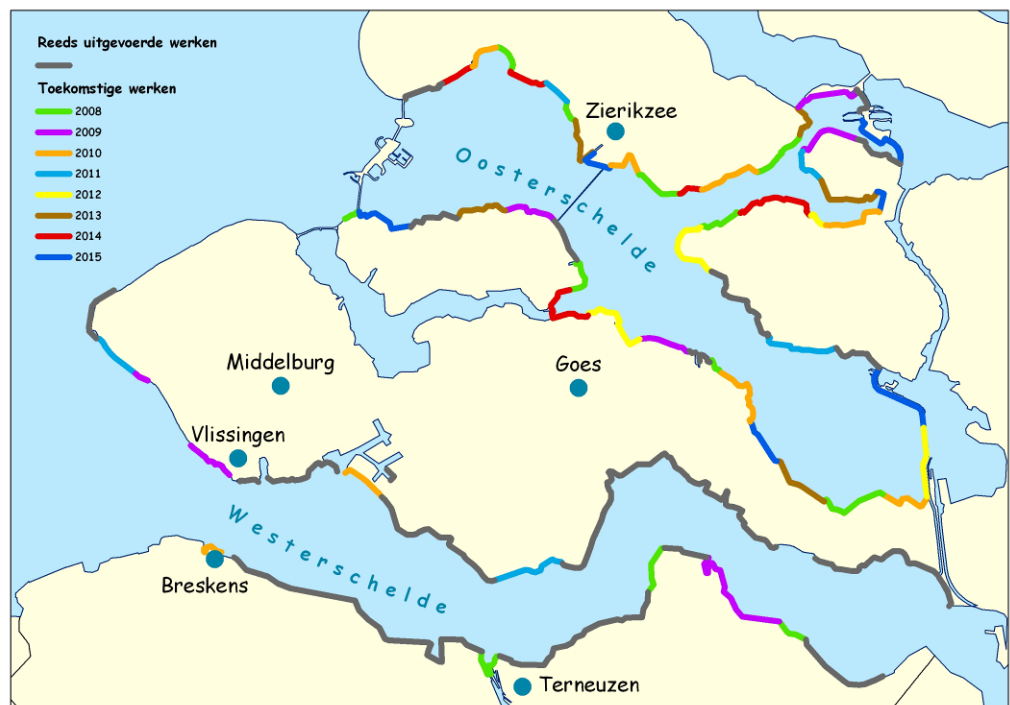 Reeds uitgevoerde werken
Toekomstige werken
2008
2009
2010
2011
2012
2013
2014
2015
Zierikzee
Oosterschelde
Middelburg
Goes
Vlissingen
Westerschelde
Breskens
Terneuzen